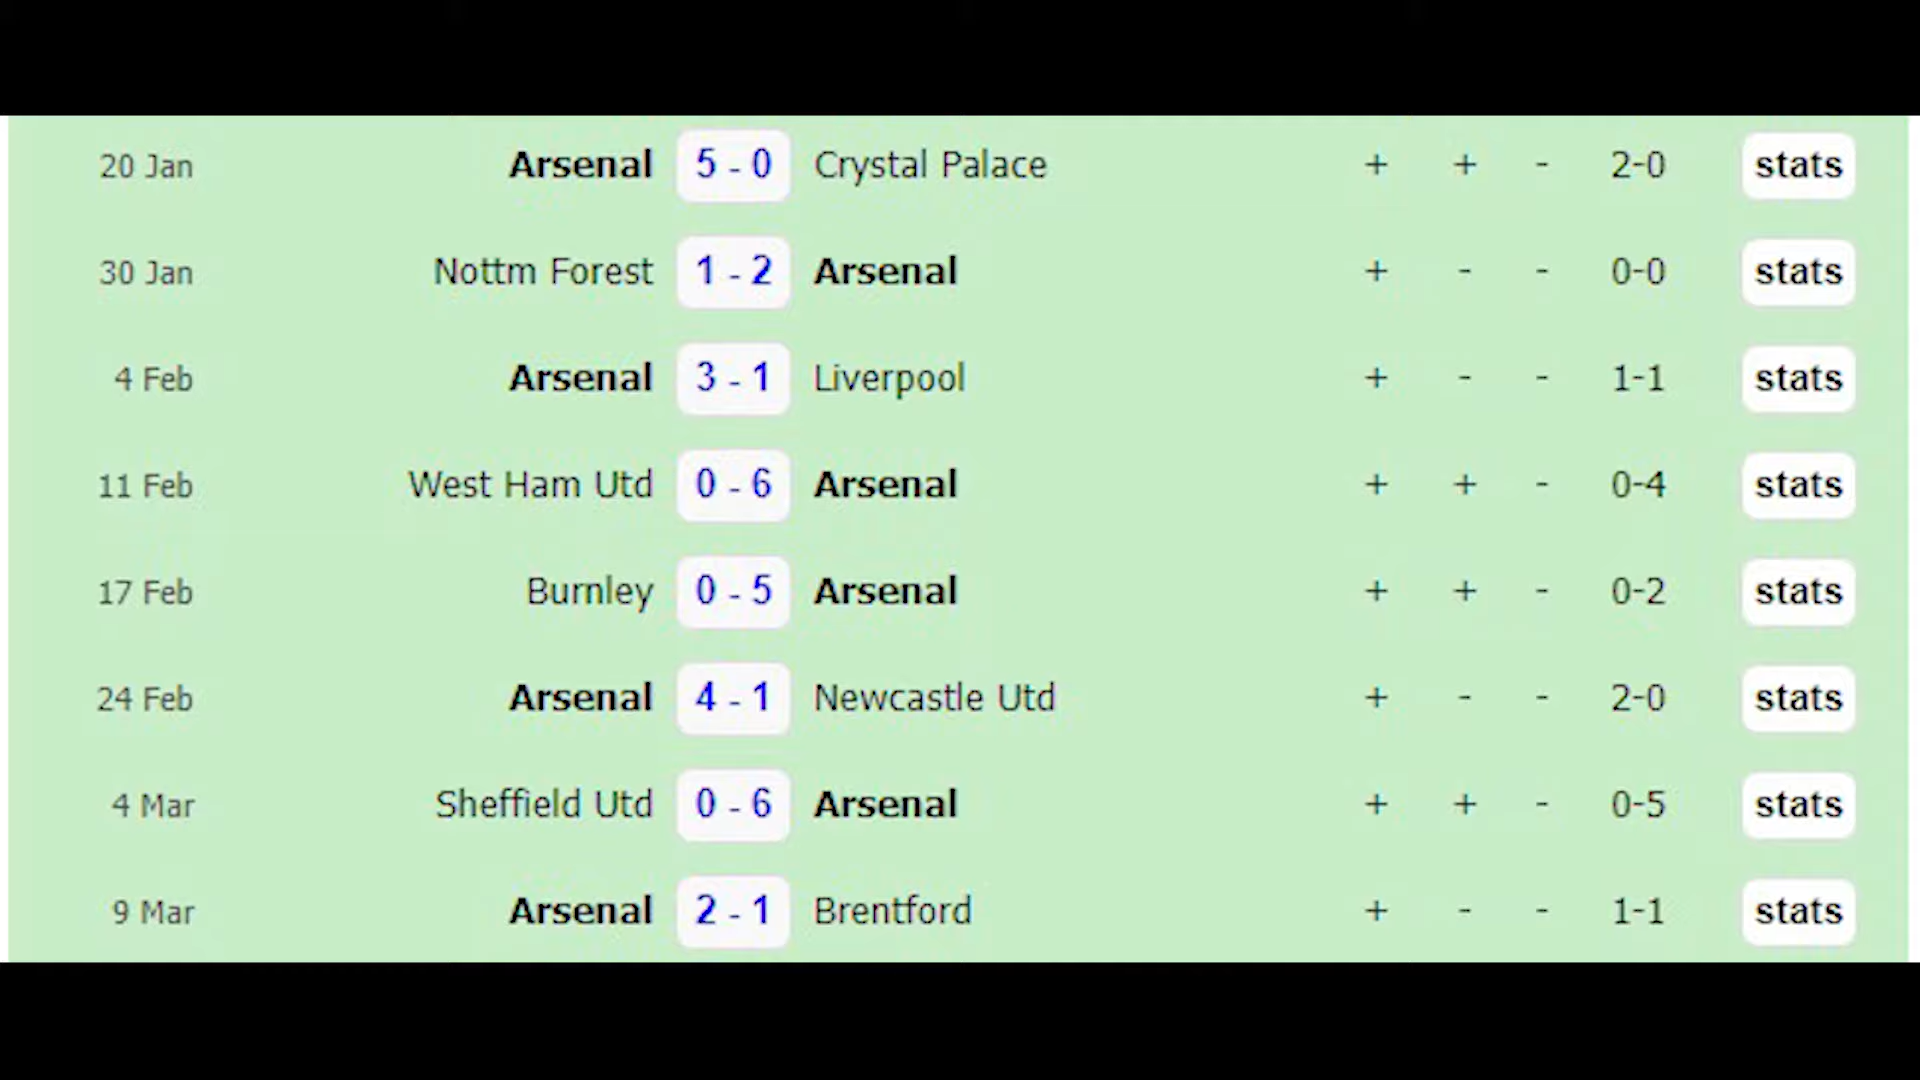 20 Jan Arsenal 5 - 0 Crystal Palace + + - 2-0 stats
30 Jan Nottm Forest 1 - 2 Arsenal + - - 0-0 stats
4 Feb Arsenal 3 - 1 Liverpool + - - 1-1 stats
11 Feb West Ham Utd 0 - 6 Arsenal + + - 0-4 stats
17 Feb Burnley 0 - 5 Arsenal + + - 0-2 stats
24 Feb Arsenal 4 - 1 Newcastle Utd + - - 2-0 stats
4 Mar Sheffield Utd 0 - 6 Arsenal + + - 0-5 stats
9 Mar Arsenal 2 - 1 Brentford + - - 1-1 stats